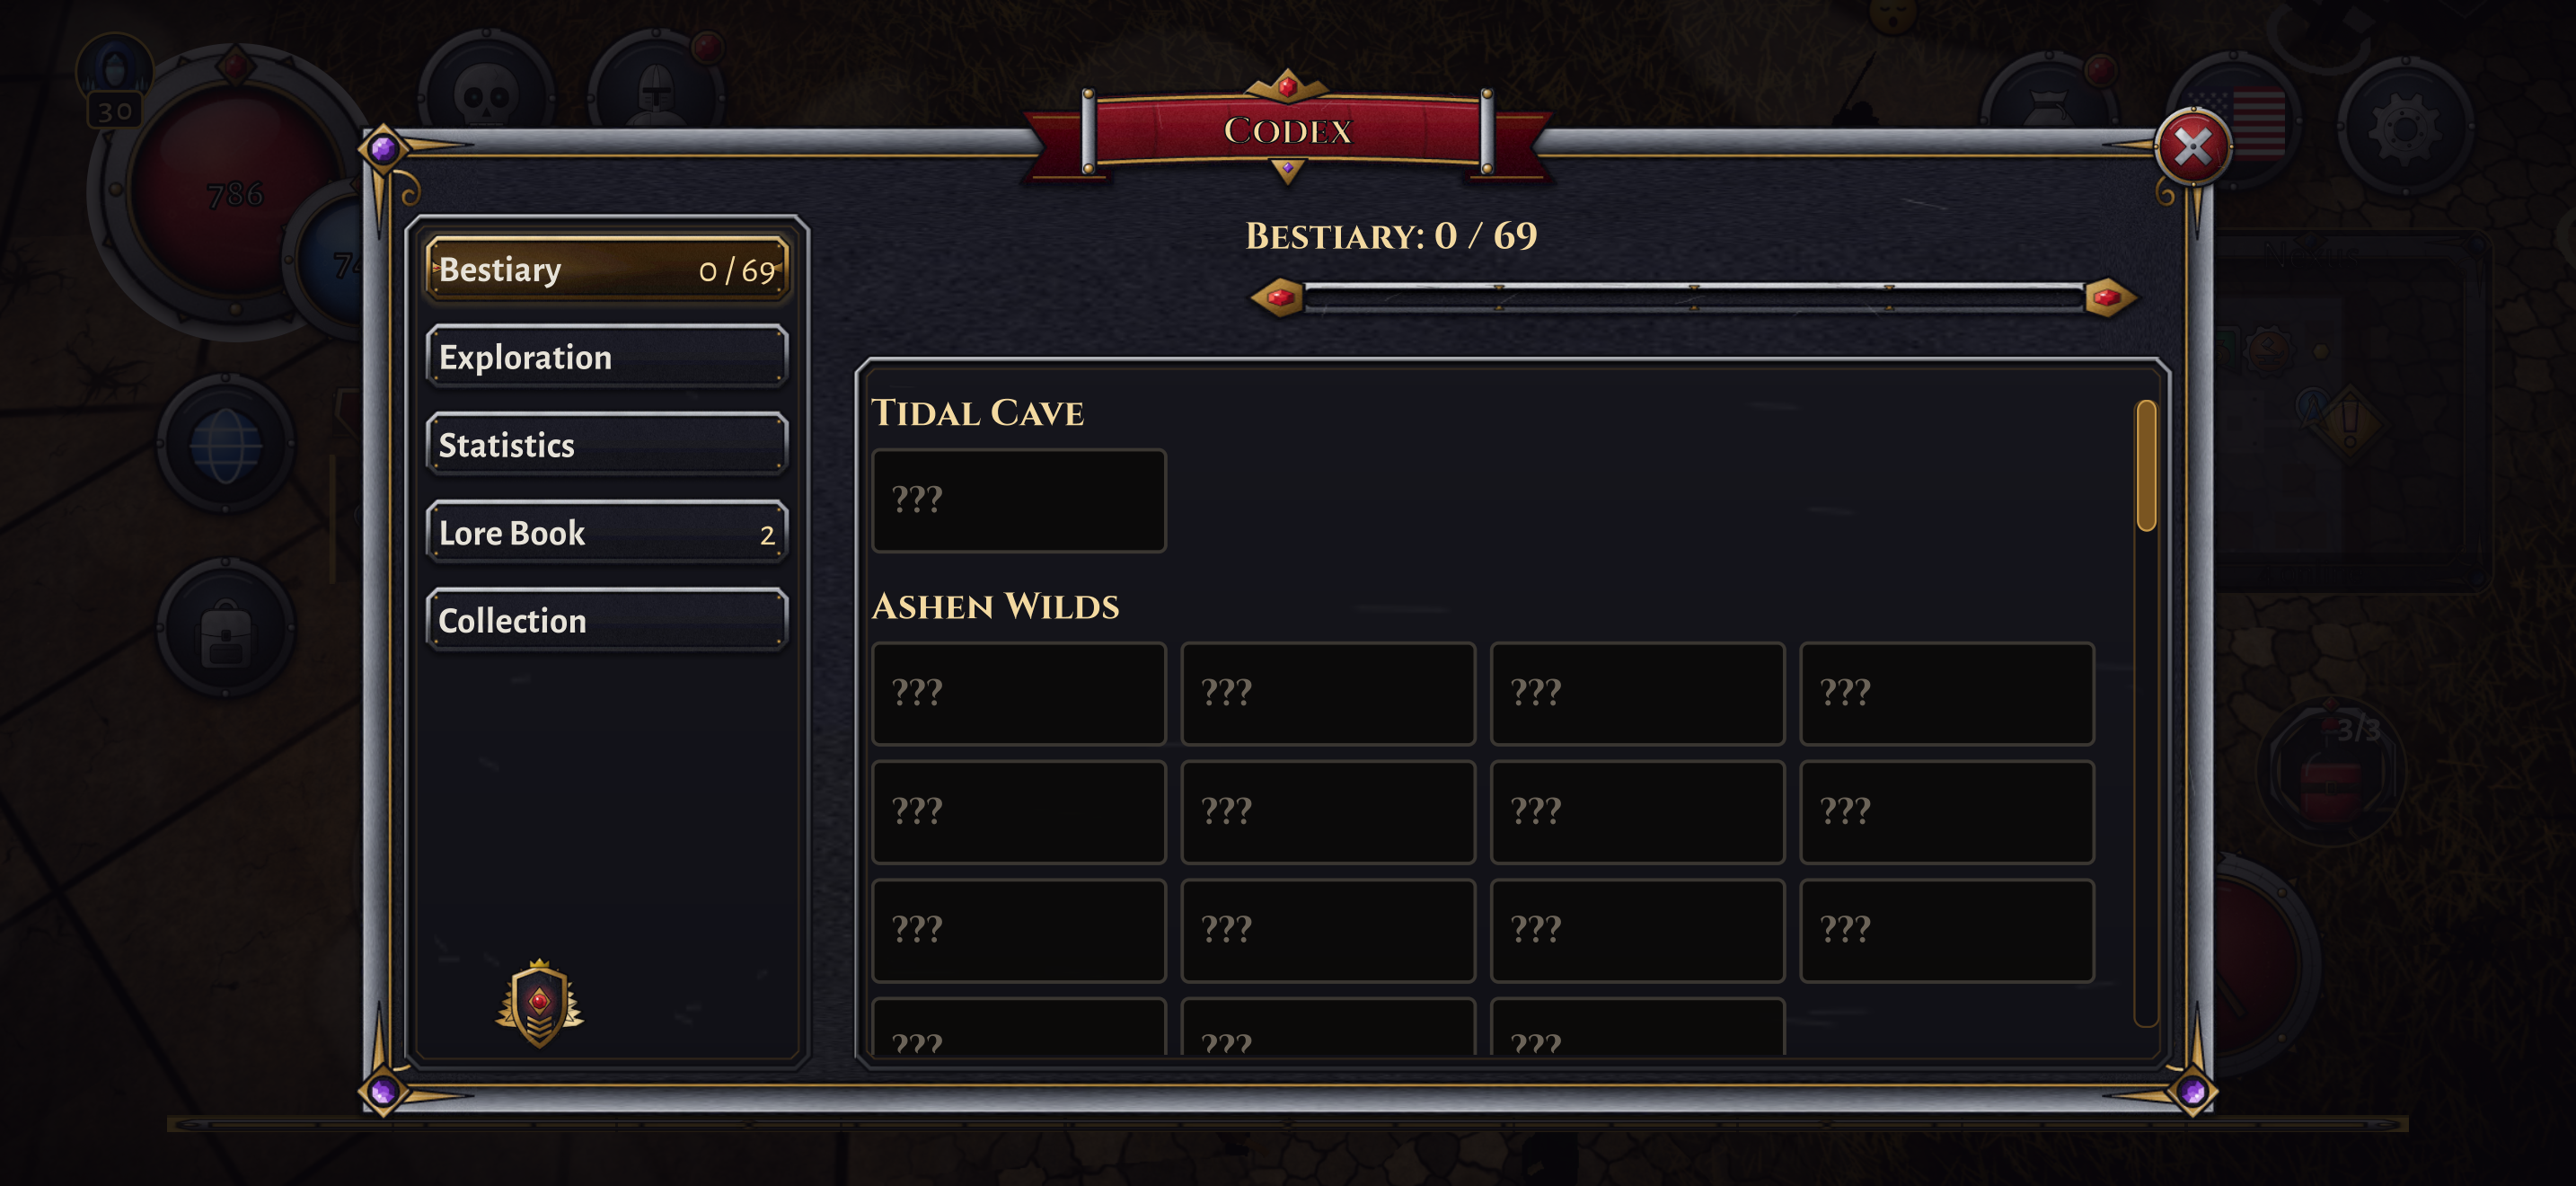 30
786
Codex
Bestiary: 0 / 69
Bestiary 0 / 69
Exploration
Statistics
Lore Book 2
Collection
Tidal Cave
???
Ashen Wilds
??? ??? ??? ???
??? ??? ??? ???
??? ??? ??? ???
??? ??? ???
3/3